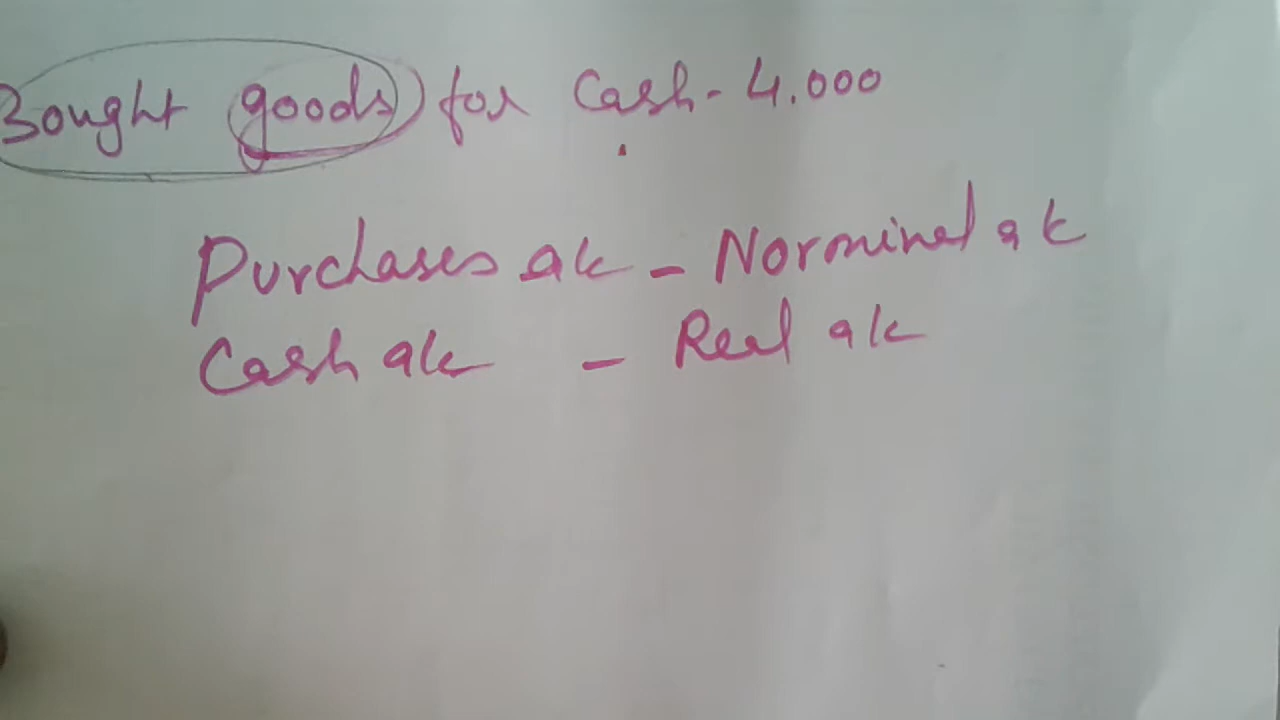 Bought goods for Cash - 4.000
Purchases a/c - Norminal a/c
Cash a/c - Real a/c